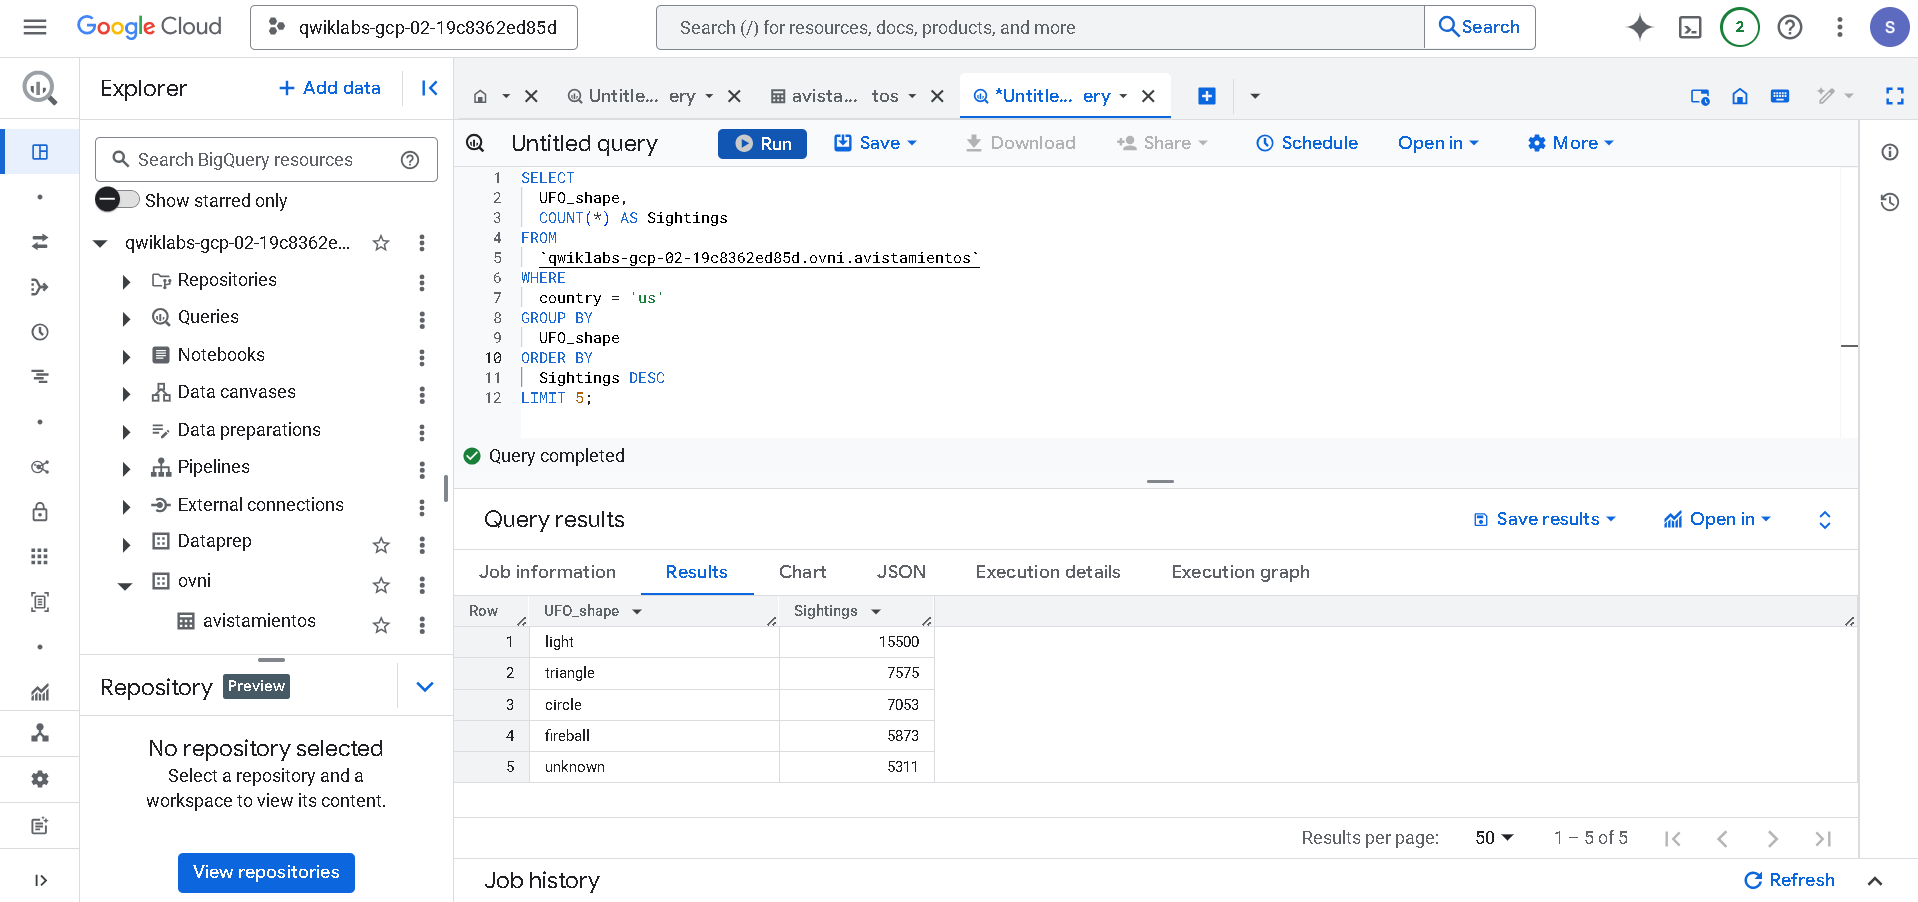 Google Cloud
qwiklabs-gcp-02-19c8362ed85d
Search (/) for resources, docs, products, and more
Search
2
S
Explorer
+ Add data
Untitle... ery
avista... tos
*Untitle... ery
Search BigQuery resources
Show starred only
qwiklabs-gcp-02-19c8362e...
Repositories
Queries
Notebooks
Data canvases
Data preparations
Pipelines
External connections
Dataprep
ovni
avistamientos
Repository Preview
No repository selected
Select a repository and a
workspace to view its content.
View repositories
Untitled query
Run
Save
Download
Share
Schedule
Open in
More
1 SELECT
2 UFO_shape,
3 COUNT(*) AS Sightings
4 FROM
5 `qwiklabs-gcp-02-19c8362ed85d.ovni.avistamientos`
6 WHERE
7 country = 'us'
8 GROUP BY
9 UFO_shape
10 ORDER BY
11 Sightings DESC
12 LIMIT 5;
Query completed
Query results
Save results
Open in
Job information
Results
Chart
JSON
Execution details
Execution graph
Row UFO_shape Sightings
1 light 15500
2 triangle 7575
3 circle 7053
4 fireball 5873
5 unknown 5311
Results per page: 50 1 – 5 of 5
Job history
Refresh